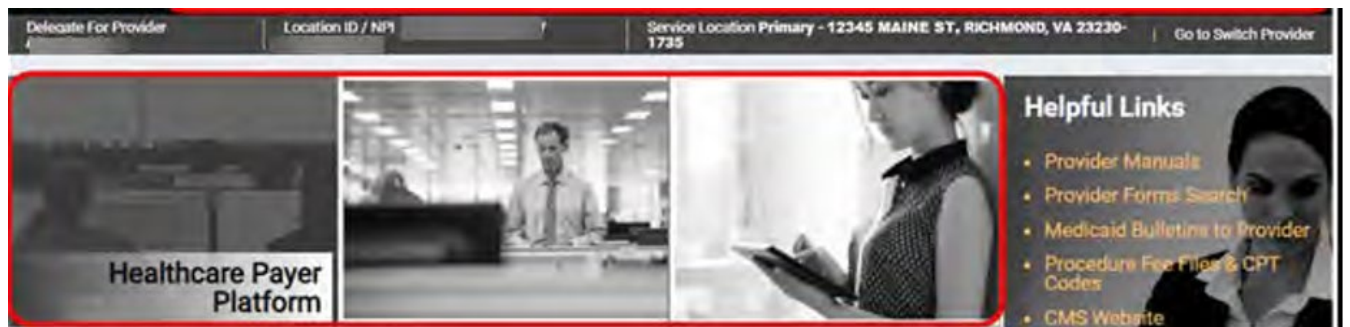 Delegate For Provider
Location ID / NPI
Service Location Primary - 12345 MAINE ST, RICHMOND, VA 23230-
1735
Go to Switch Provider
Healthcare Payer
Platform
Helpful Links
Provider Manuals
Provider Forms Search
Medicaid Bulletins to Provider
Procedure Fee Files & CPT
Codes
CMS Website